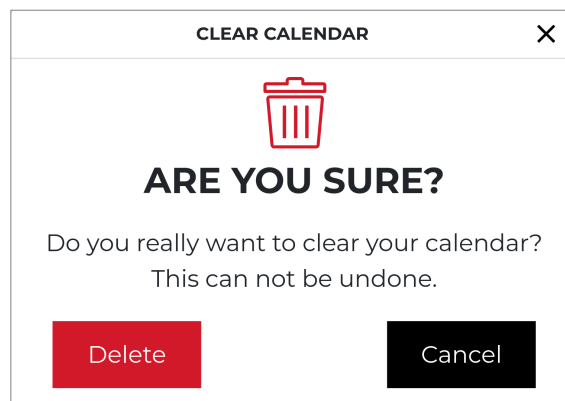 CLEAR CALENDAR
ARE YOU SURE?
Do you really want to clear your calendar?
This can not be undone.
Delete
Cancel